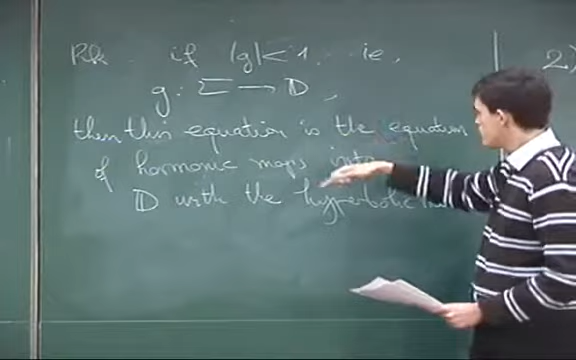 Rk. if |g| < 1, ie,
g: Σ → 𝔻,
then this equation is the equation
of harmonic maps into
𝔻 with the hyperbolic
2)